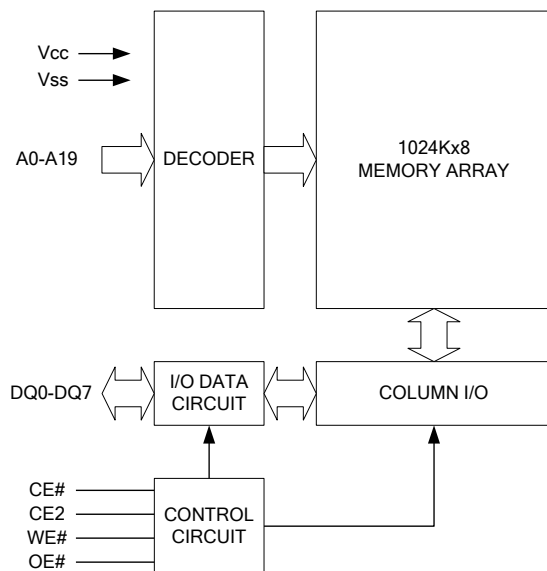 Vcc
Vss
A0-A19
DECODER
1024Kx8
MEMORY ARRAY
DQ0-DQ7
I/O DATA
CIRCUIT
COLUMN I/O
CE#
CE2
WE#
OE#
CONTROL
CIRCUIT